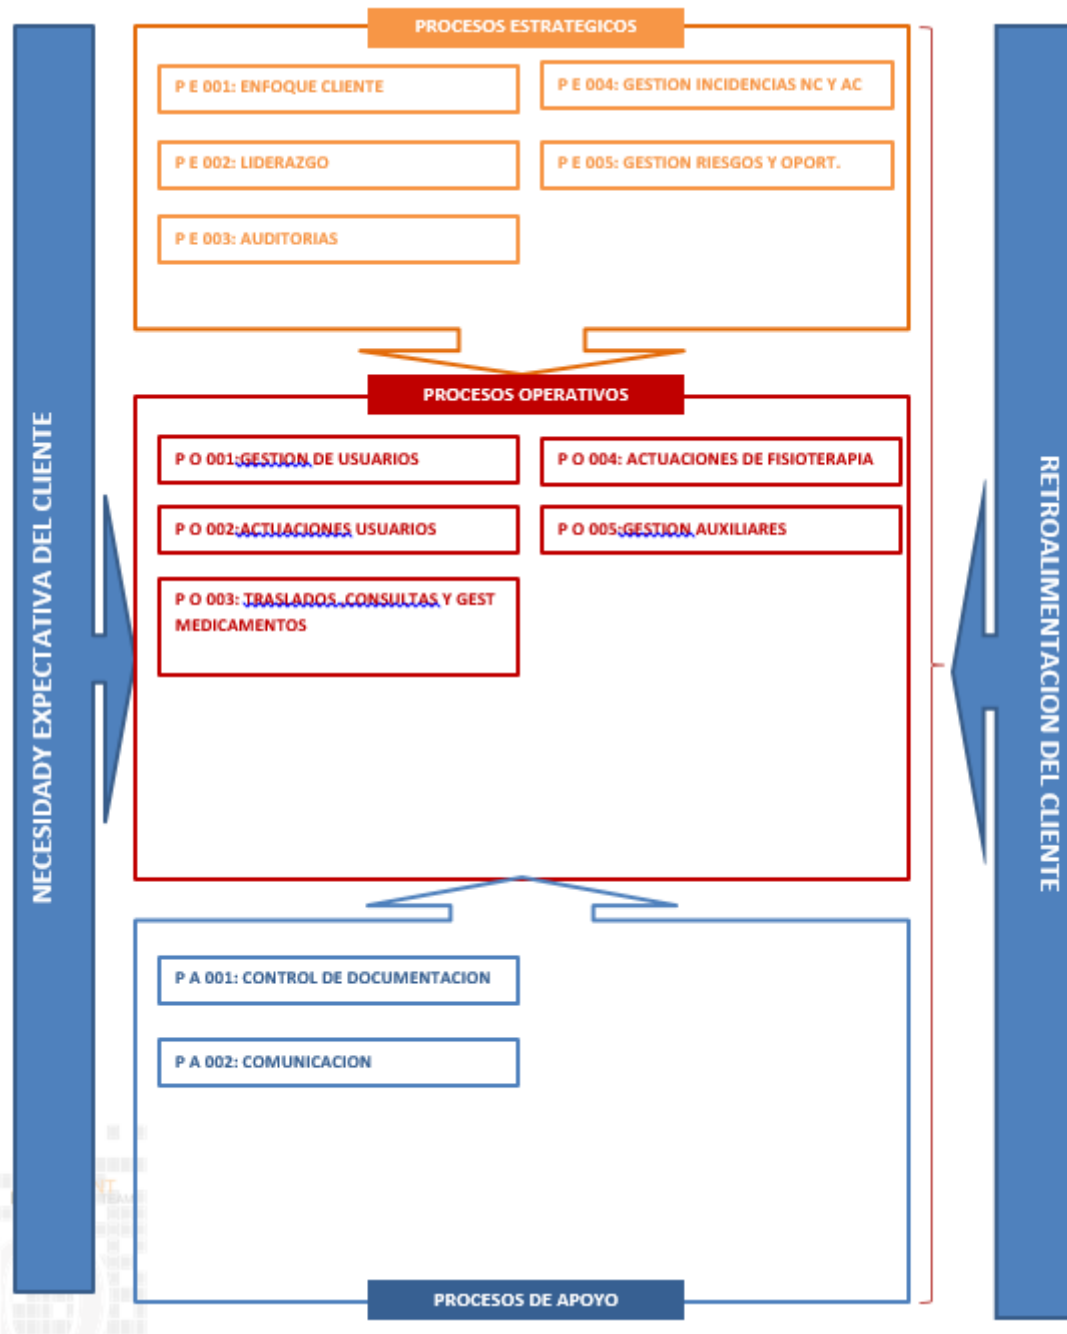 PROCESOS ESTRATEGICOS
P E 001: ENFOQUE CLIENTE
P E 004: GESTION INCIDENCIAS NC Y AC
P E 002: LIDERAZGO
P E 005: GESTION RIESGOS Y OPORT.
P E 003: AUDITORIAS
PROCESOS OPERATIVOS
P O 001:GESTION DE USUARIOS
P O 004: ACTUACIONES DE FISIOTERAPIA
P O 002:ACTUACIONES USUARIOS
P O 005:GESTION AUXILIARES
P O 003: TRASLADOS ,CONSULTAS Y GEST
MEDICAMENTOS
P A 001: CONTROL DE DOCUMENTACION
P A 002: COMUNICACION
PROCESOS DE APOYO
NECESIDADY EXPECTATIVA DEL CLIENTE
RETROALIMENTACION DEL CLIENTE